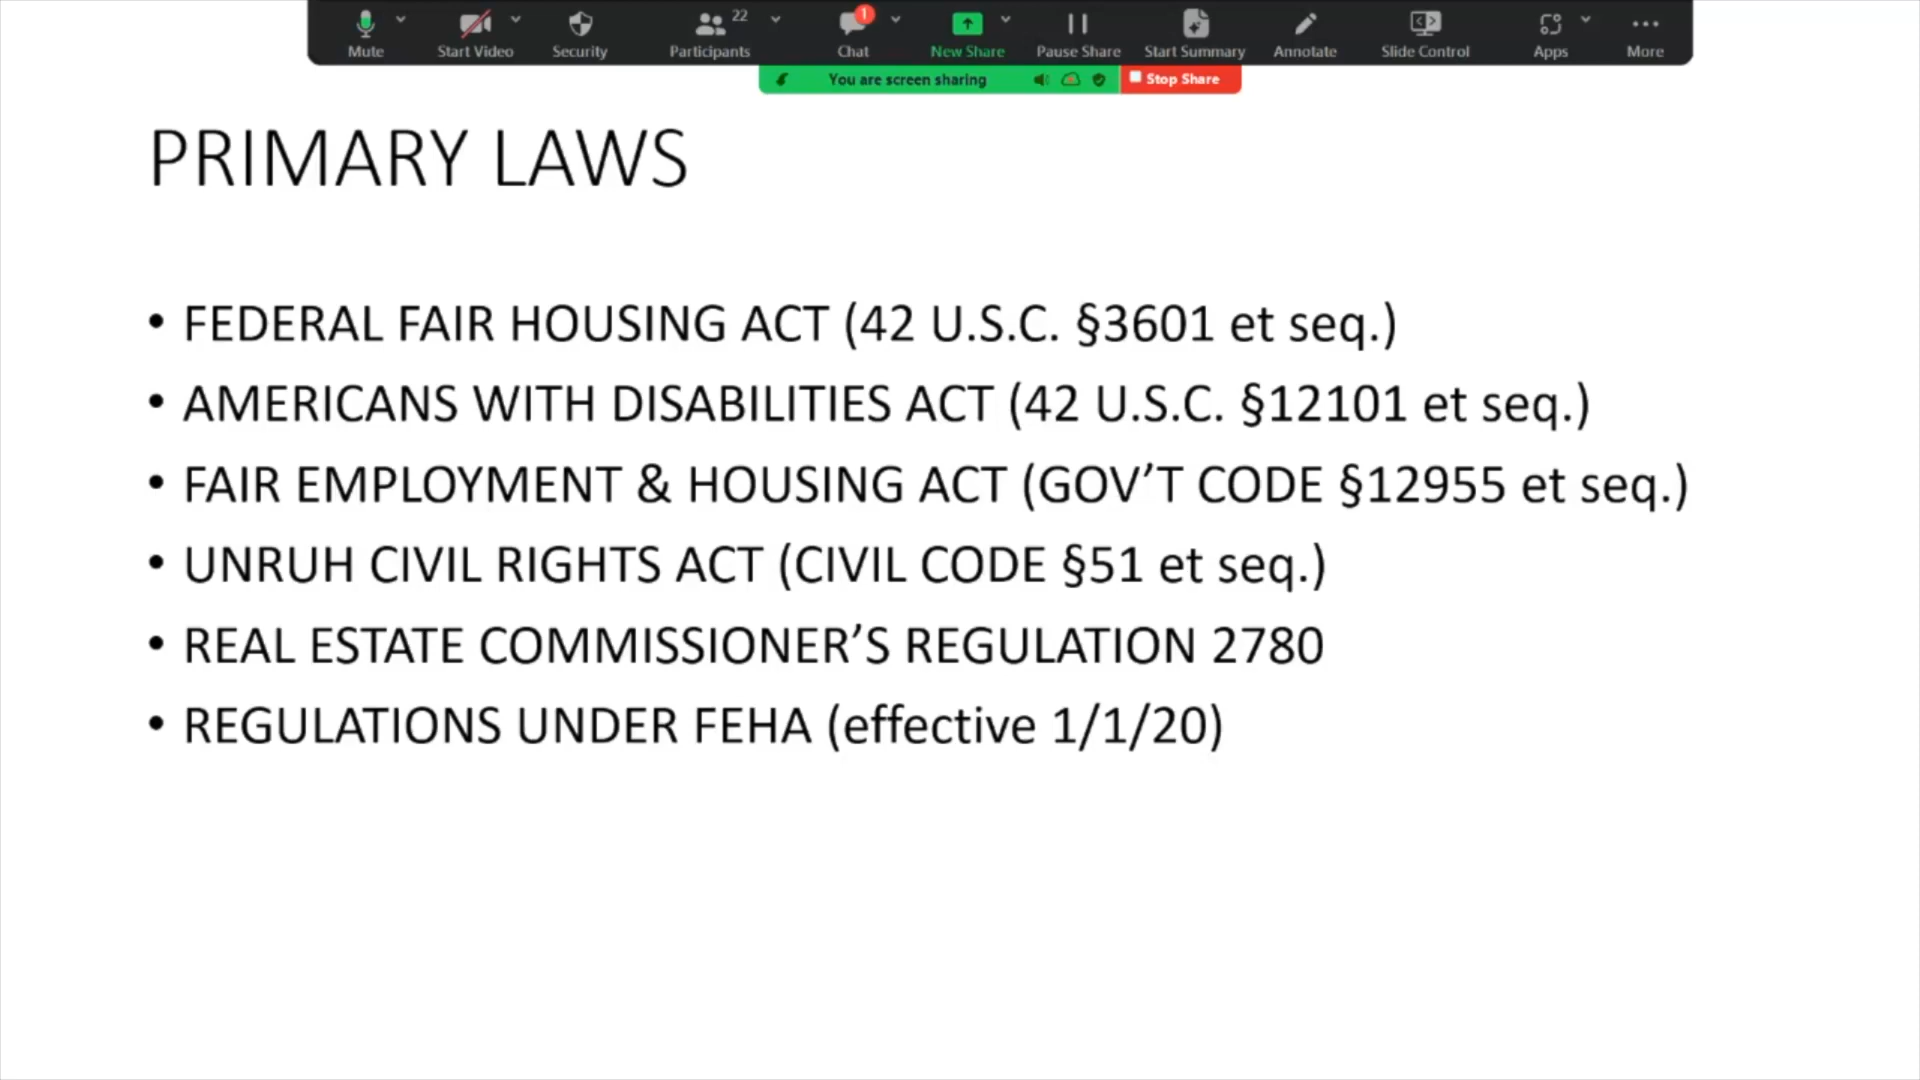 Mute Start Video Security Participants 22 Chat 1 New Share Pause Share Start Summary Annotate Slide Control Apps More
You are screen sharing Stop Share
PRIMARY LAWS
• FEDERAL FAIR HOUSING ACT (42 U.S.C. §3601 et seq.)
• AMERICANS WITH DISABILITIES ACT (42 U.S.C. §12101 et seq.)
• FAIR EMPLOYMENT & HOUSING ACT (GOV’T CODE §12955 et seq.)
• UNRUH CIVIL RIGHTS ACT (CIVIL CODE §51 et seq.)
• REAL ESTATE COMMISSIONER’S REGULATION 2780
• REGULATIONS UNDER FEHA (effective 1/1/20)